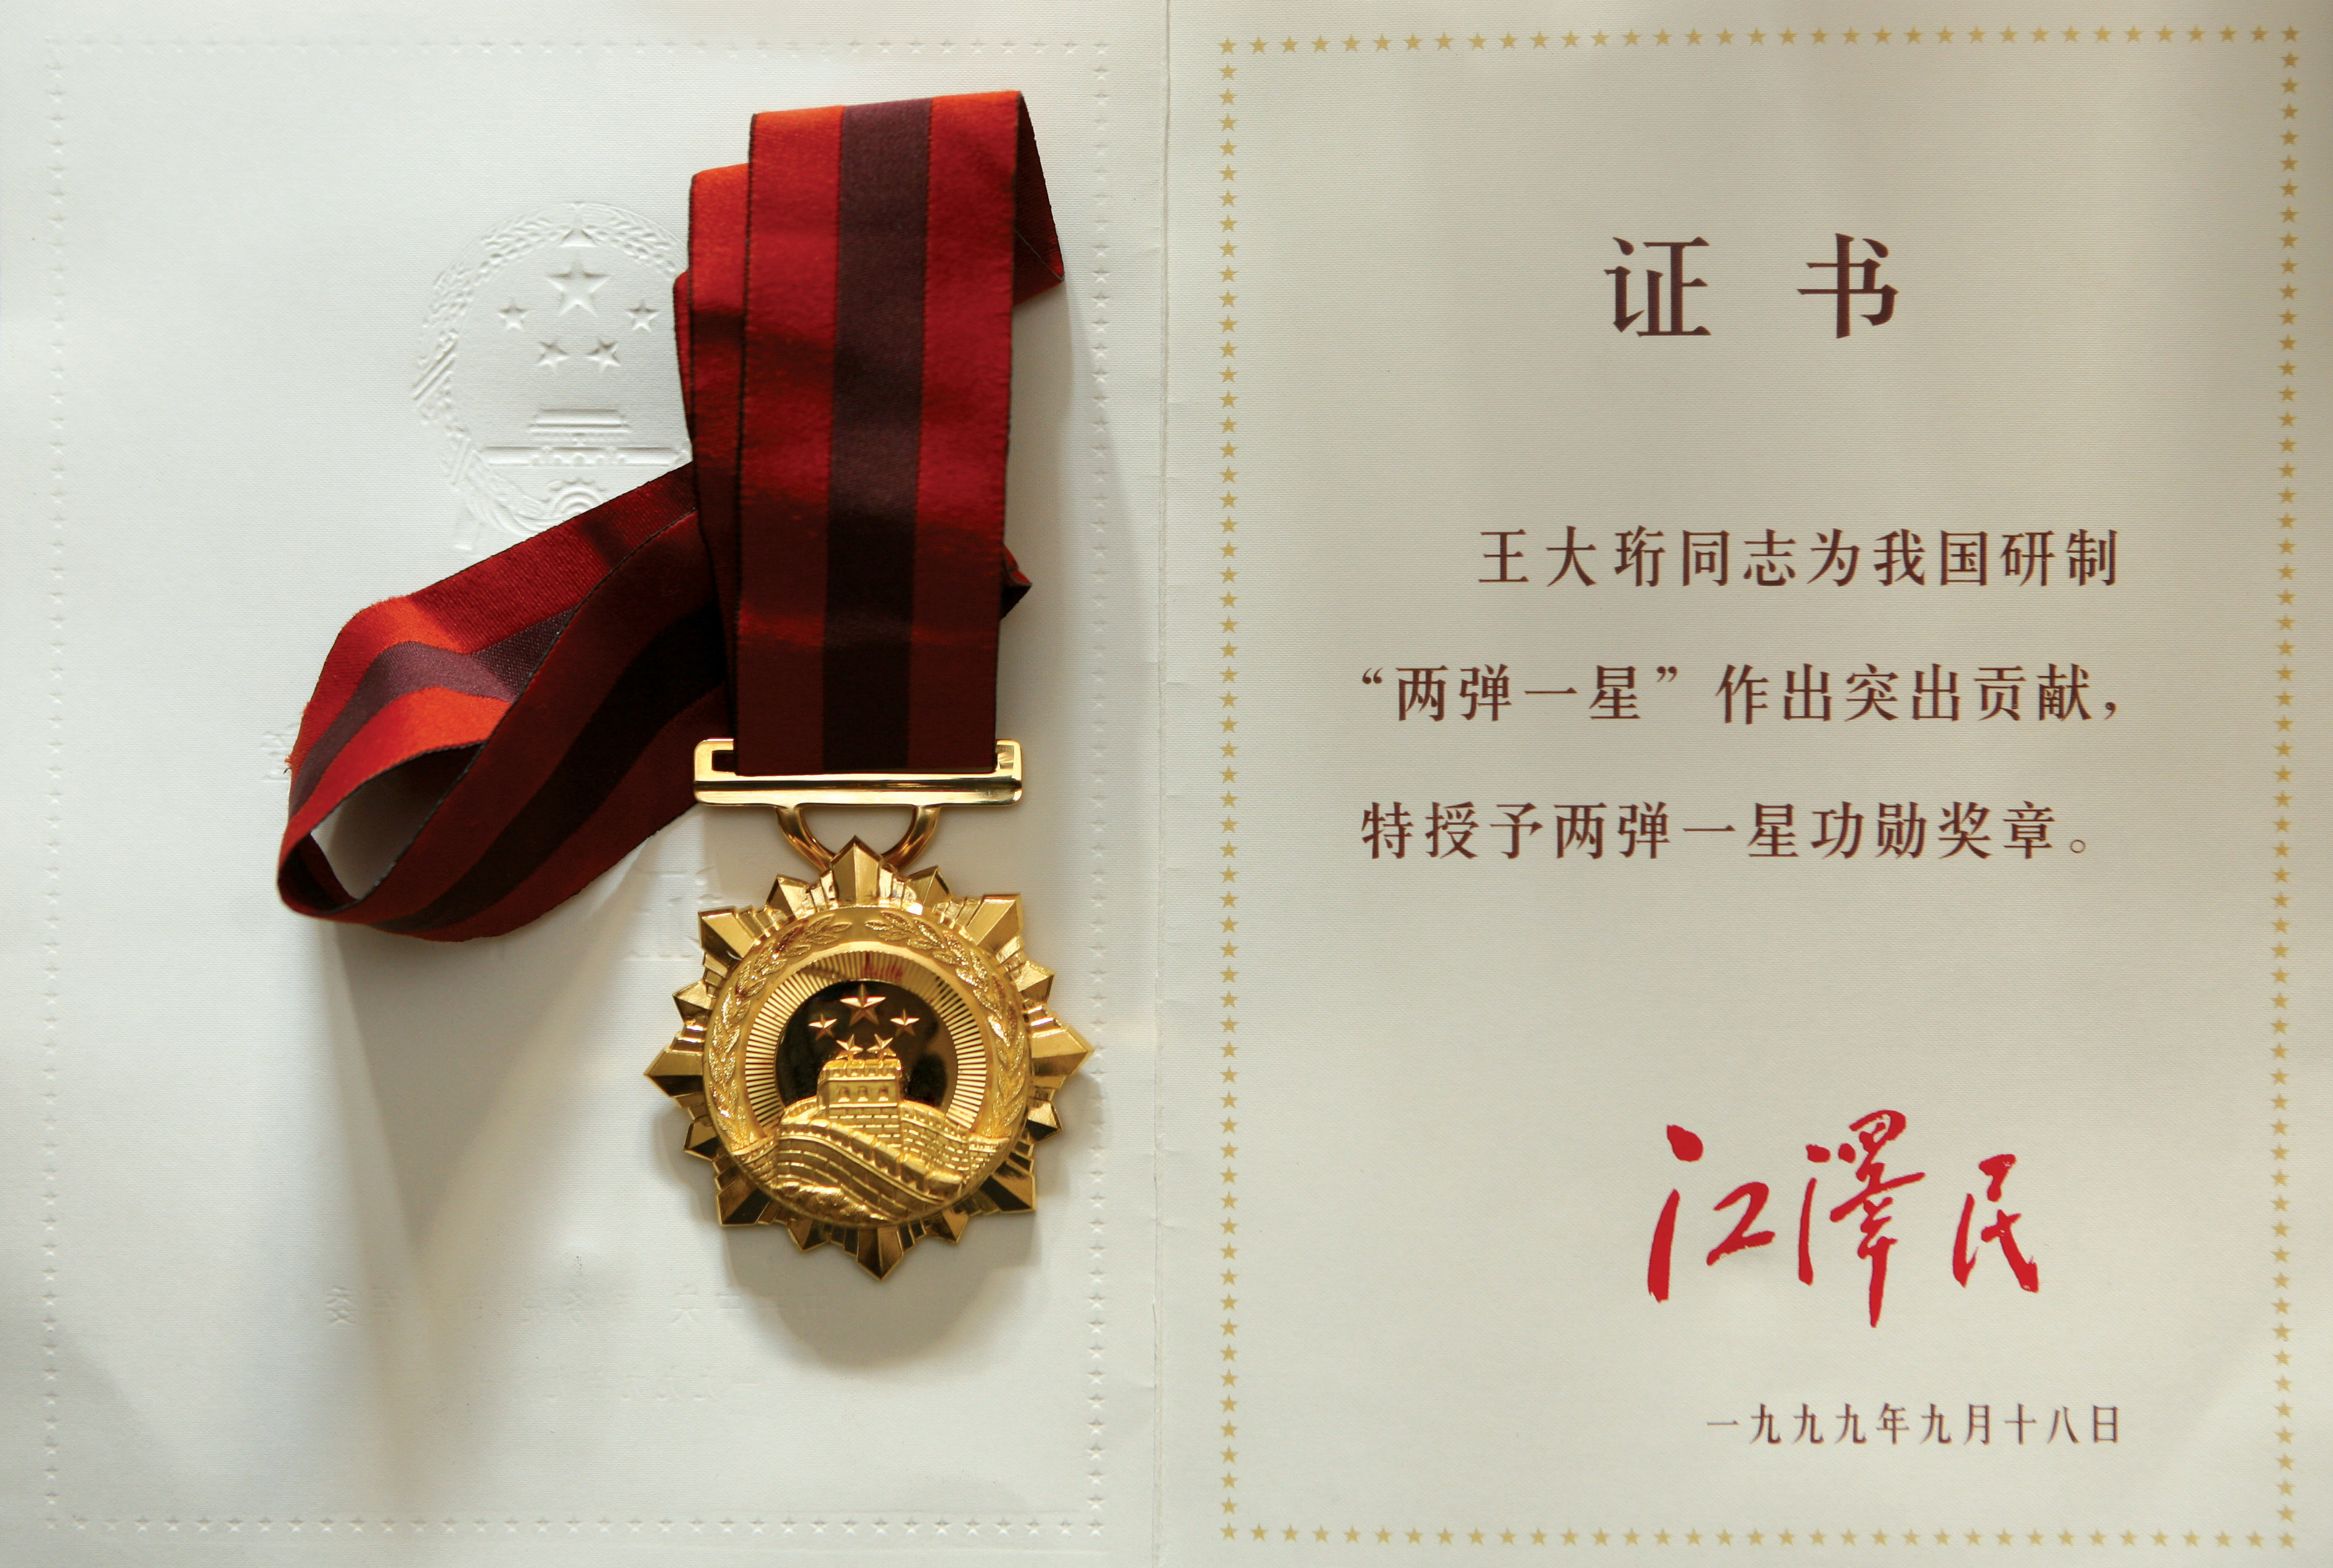 证书
王大珩同志为我国研制
“两弹一星”作出突出贡献，
特授予两弹一星功勋奖章。
江澤民
一九九九年九月十八日